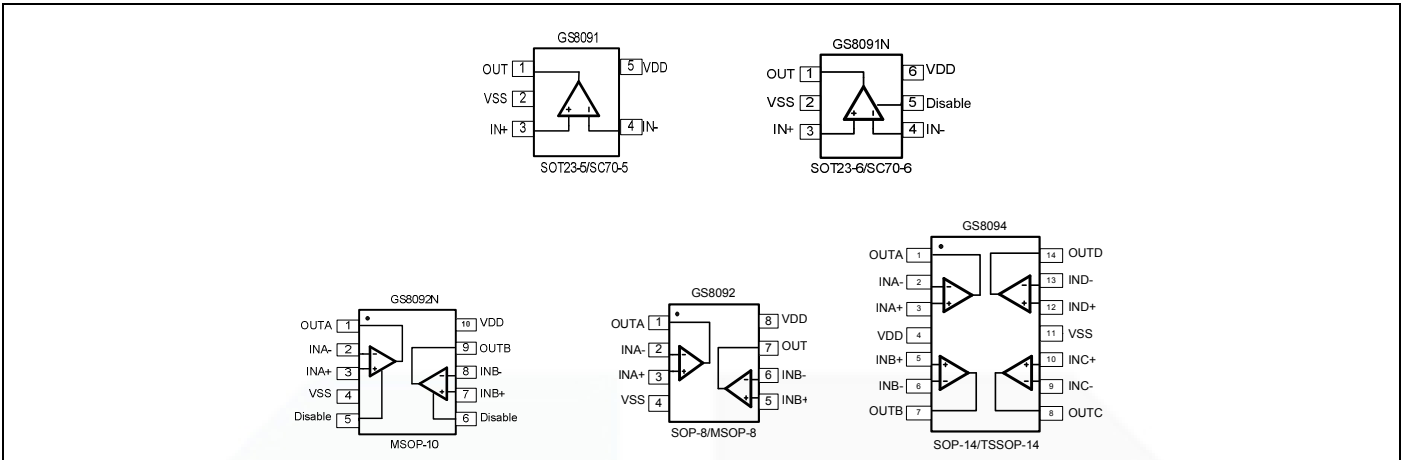 GS8091
OUT 1
5 VDD
VSS 2
IN+ 3
4 IN-
+ -
SOT23-5/SC70-5
GS8091N
OUT 1
6 VDD
VSS 2
5 Disable
IN+ 3
4 IN-
+ -
SOT23-6/SC70-6
GS8092N
OUTA 1
10 VDD
INA- 2
9 OUTB
INA+ 3
8 INB-
VSS 4
7 INB+
Disable 5
6 Disable
- +
- +
MSOP-10
GS8092
OUTA 1
8 VDD
INA- 2
7 OUT
INA+ 3
6 INB-
VSS 4
5 INB+
- +
- +
SOP-8/MSOP-8
GS8094
OUTA 1
14 OUTD
INA- 2
13 IND-
INA+ 3
12 IND+
VDD 4
11 VSS
INB+ 5
10 INC+
INB- 6
9 INC-
OUTB 7
8 OUTC
- +
- +
+ -
+ -
SOP-14/TSSOP-14